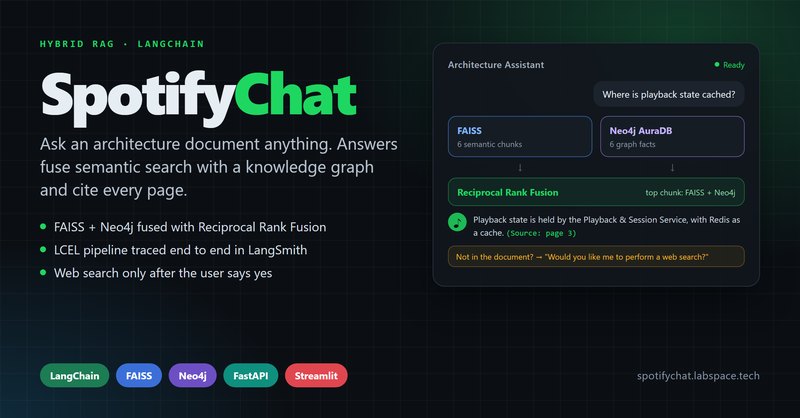 HYBRID RAG · LANGCHAIN
SpotifyChat
Ask an architecture document anything. Answers
fuse semantic search with a knowledge graph
and cite every page.
FAISS + Neo4j fused with Reciprocal Rank Fusion
LCEL pipeline traced end to end in LangSmith
Web search only after the user says yes
LangChain
FAISS
Neo4j
FastAPI
Streamlit
Architecture Assistant
Ready
Where is playback state cached?
FAISS
6 semantic chunks
Neo4j AuraDB
6 graph facts
↓ ↓
Reciprocal Rank Fusion
top chunk: FAISS + Neo4j
Playback state is held by the Playback & Session Service, with Redis as
a cache. (Source: page 3)
Not in the document? → "Would you like me to perform a web search?"
spotifychat.labspace.tech